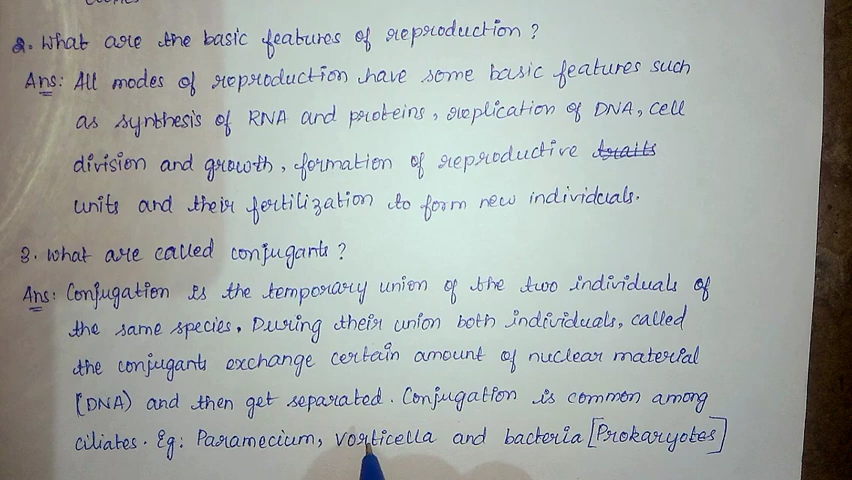 2. What are the basic features of reproduction ?
Ans: All modes of reproduction have some basic features such
as synthesis of RNA and proteins, replication of DNA, cell
division and growth, formation of reproductive traits
units and their fertilization to form new individuals.
3. What are called conjugants ?
Ans: Conjugation is the temporary union of the two individuals of
the same species. During their union both individuals, called
the conjugants exchange certain amount of nuclear material
(DNA) and then get separated. Conjugation is common among
ciliates. Eg: Paramecium, vorticella and bacteria [Prokaryotes]